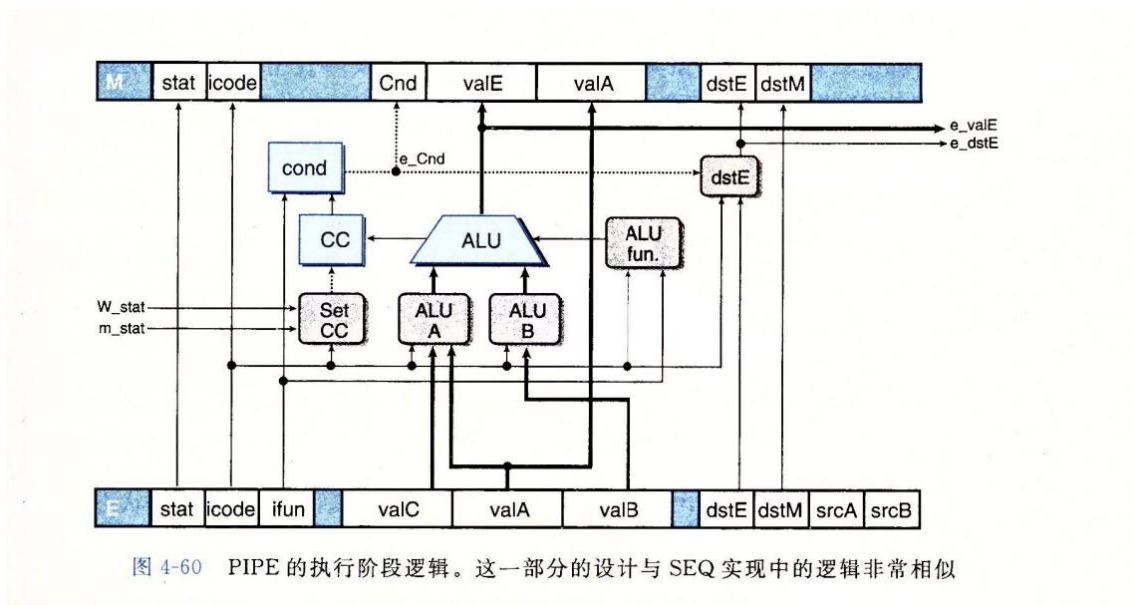 M stat icode Cnd valE valA dstE dstM
e_valE
e_dstE
e_Cnd
cond
dstE
CC
ALU
ALU
fun.
W_stat
m_stat
Set
CC
ALU
A
ALU
B
E stat icode ifun valC valA valB dstE dstM srcA srcB
图 4-60 PIPE 的执行阶段逻辑。这一部分的设计与 SEQ 实现中的逻辑非常相似